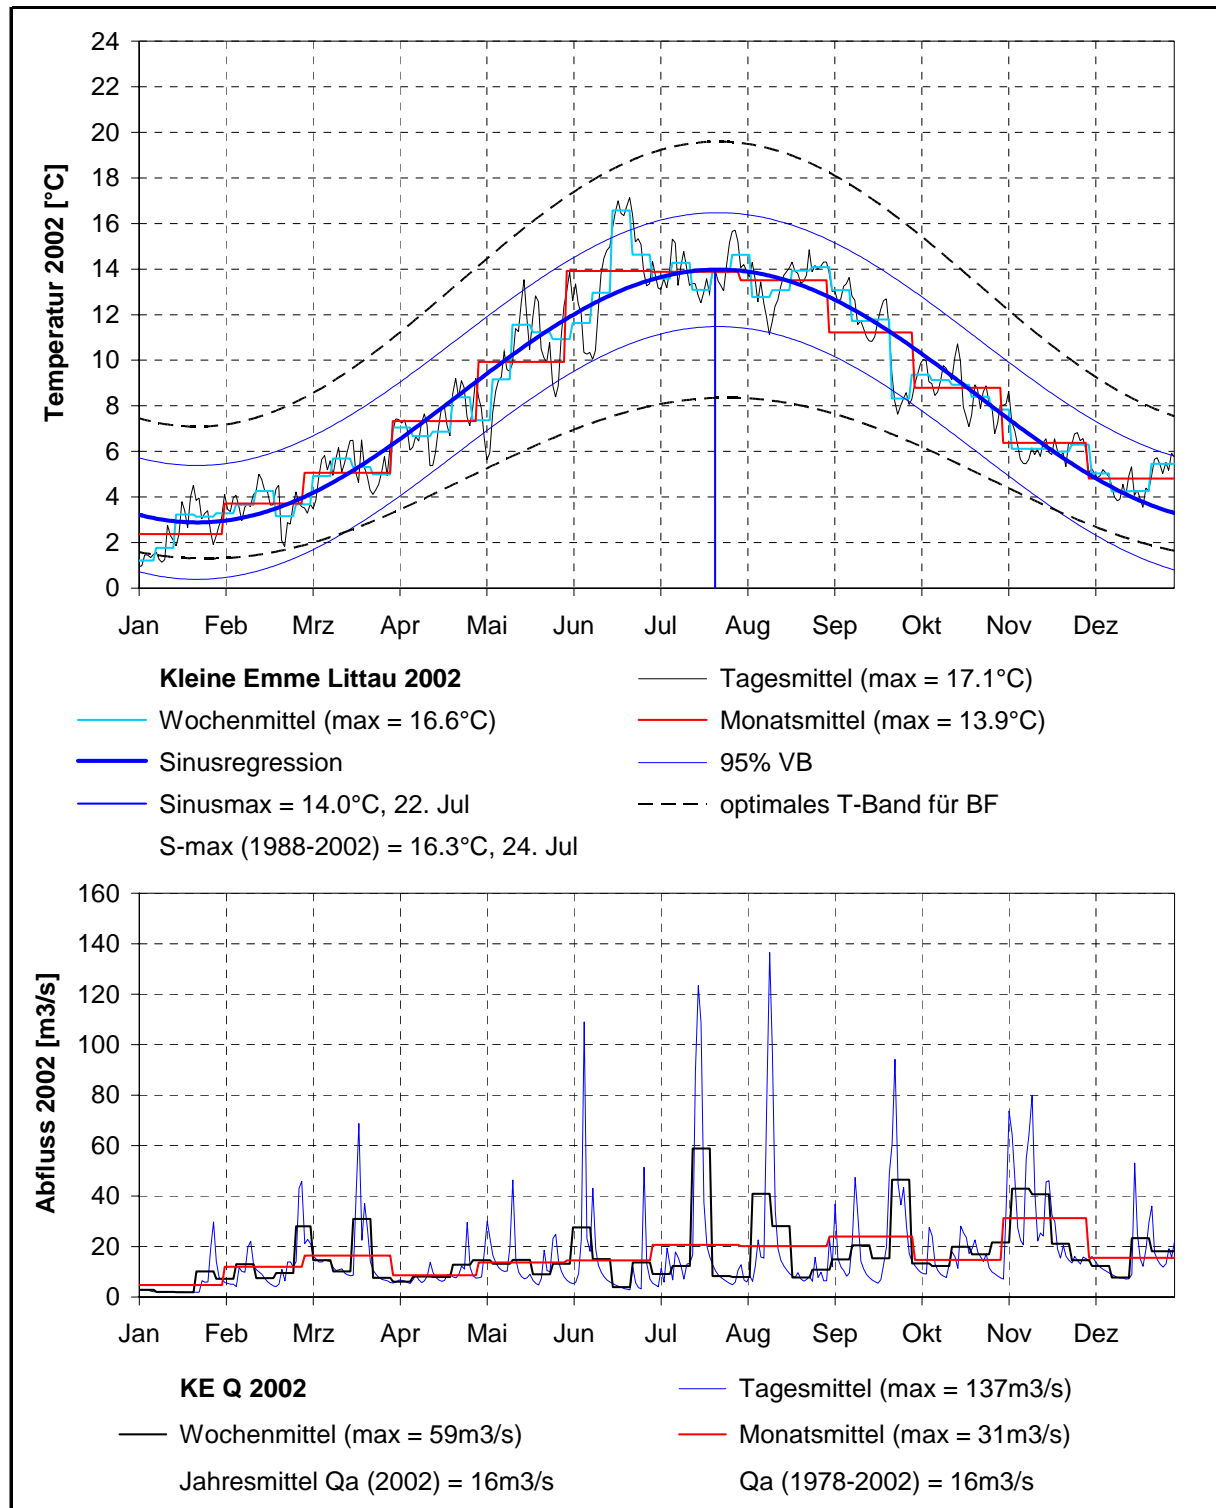 24
22
20
18
16
14
12
10
8
6
4
2
0
Temperatur 2002 [°C]
Jan Feb Mrz Apr Mai Jun Jul Aug Sep Okt Nov Dez
Kleine Emme Littau 2002
Tagesmittel (max = 17.1°C)
Wochenmittel (max = 16.6°C)
Monatsmittel (max = 13.9°C)
Sinusregression
95% VB
Sinusmax = 14.0°C, 22. Jul
optimales T-Band für BF
S-max (1988-2002) = 16.3°C, 24. Jul
160
140
120
100
80
60
40
20
0
Abfluss 2002 [m3/s]
Jan Feb Mrz Apr Mai Jun Jul Aug Sep Okt Nov Dez
KE Q 2002
Tagesmittel (max = 137m3/s)
Wochenmittel (max = 59m3/s)
Monatsmittel (max = 31m3/s)
Jahresmittel Qa (2002) = 16m3/s
Qa (1978-2002) = 16m3/s